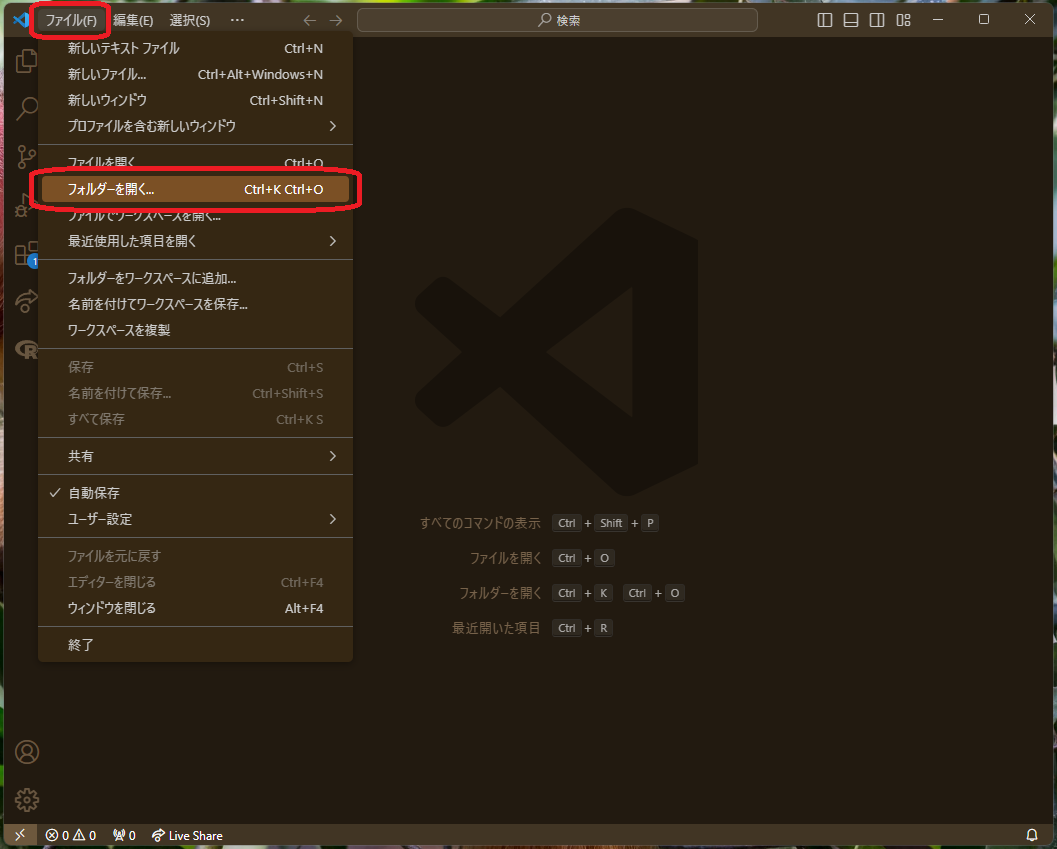 ファイル(F) 編集(E) 選択(S) … 検索
新しいテキスト ファイル Ctrl+N
新しいファイル... Ctrl+Alt+Windows+N
新しいウィンドウ Ctrl+Shift+N
プロファイルを含む新しいウィンドウ
ファイルを開く Ctrl+O
フォルダーを開く... Ctrl+K Ctrl+O
ファイルでワークスペースを開く...
最近使用した項目を開く
フォルダーをワークスペースに追加...
名前を付けてワークスペースを保存...
ワークスペースを複製
保存 Ctrl+S
名前を付けて保存... Ctrl+Shift+S
すべて保存 Ctrl+K S
共有
自動保存
ユーザー設定
ファイルを元に戻す
エディターを閉じる Ctrl+F4
ウィンドウを閉じる Alt+F4
終了
1
R
すべてのコマンドの表示 Ctrl + Shift + P
ファイルを開く Ctrl + O
フォルダーを開く Ctrl + K Ctrl + O
最近開いた項目 Ctrl + R
0 0 0 Live Share